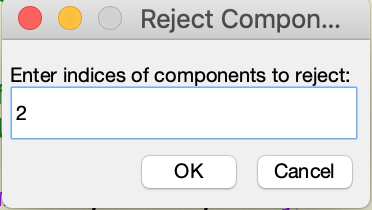 Reject Compon...
Enter indices of components to reject:
2
OK
Cancel